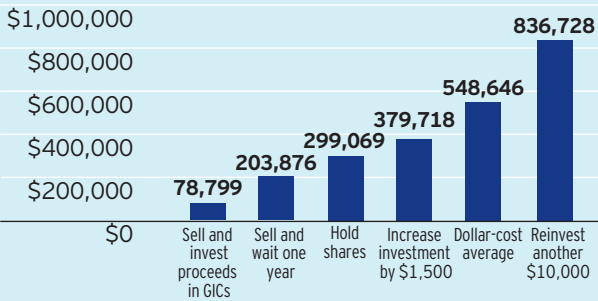 $1,000,000
$800,000
$600,000
$400,000
$200,000
$0
78,799
203,876
299,069
379,718
548,646
836,728
Sell and
invest
proceeds
in GICs
Sell and
wait one
year
Hold
shares
Increase
investment
by $1,500
Dollar-cost
average
Reinvest
another
$10,000